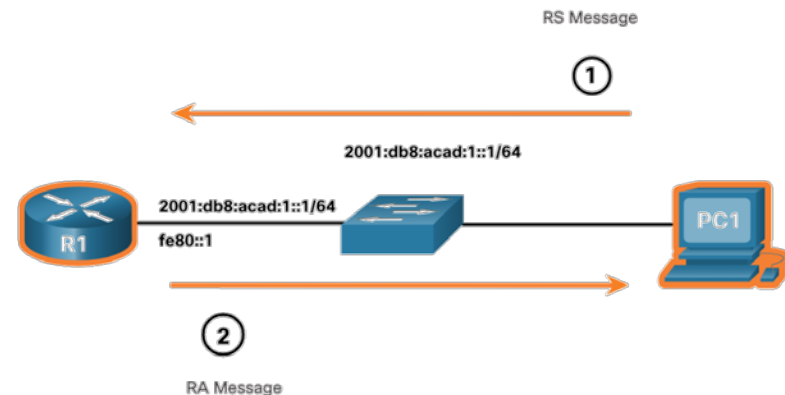 RS Message
1
2001:db8:acad:1::1/64
2001:db8:acad:1::1/64
R1
PC1
fe80::1
2
RA Message